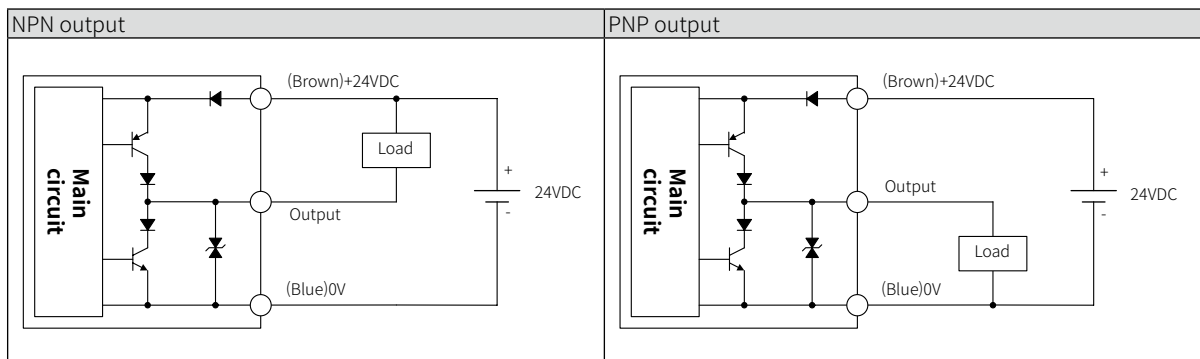 NPN output
PNP output
(Brown)+24VDC
Load
Main
circuit
+
24VDC
-
Output
(Blue)0V
(Brown)+24VDC
Main
circuit
Output
+
24VDC
-
Load
(Blue)0V